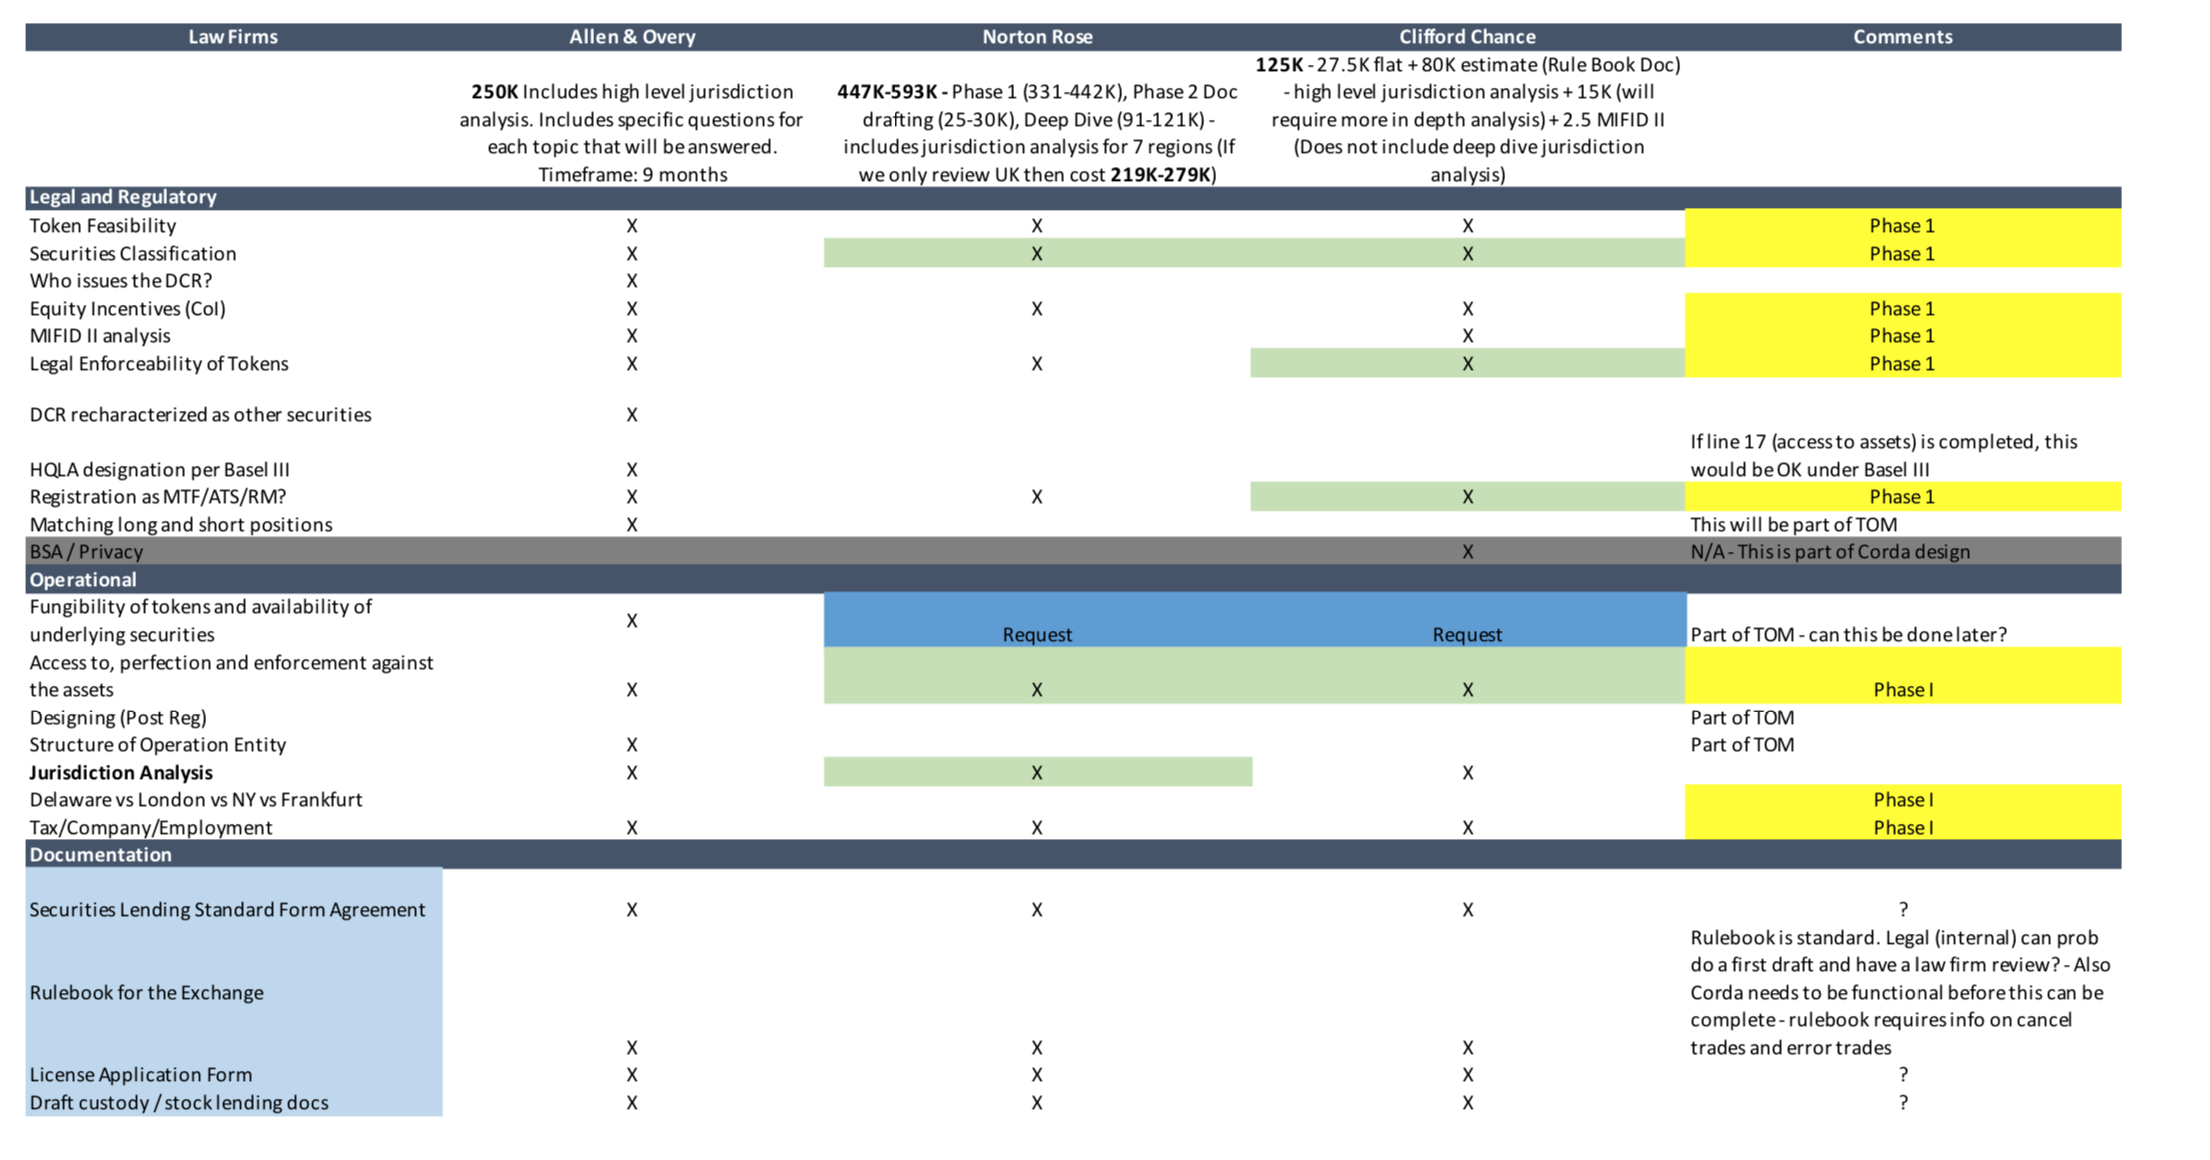 Law Firms Allen & Overy Norton Rose Clifford Chance Comments
250K Includes high level jurisdiction
analysis. Includes specific questions for
each topic that will be answered.
Timeframe: 9 months
447K-593K - Phase 1 (331-442K), Phase 2 Doc
drafting (25-30K), Deep Dive (91-121K) -
includes jurisdiction analysis for 7 regions (If
we only review UK then cost 219K-279K)
125K - 27.5K flat + 80K estimate (Rule Book Doc)
- high level jurisdiction analysis + 15K (will
require more in depth analysis) + 2.5 MIFID II
(Does not include deep dive jurisdiction
analysis)
Legal and Regulatory
Token Feasibility X X X Phase 1
Securities Classification X X X Phase 1
Who issues the DCR? X
Equity Incentives (CoI) X X X Phase 1
MIFID II analysis X X Phase 1
Legal Enforceability of Tokens X X X Phase 1
DCR recharacterized as other securities X
If line 17 (access to assets) is completed, this
HQLA designation per Basel III X would be OK under Basel III
Registration as MTF/ATS/RM? X X X Phase 1
Matching long and short positions X This will be part of TOM
BSA / Privacy X N/A - This is part of Corda design
Operational
Fungibility of tokens and availability of
underlying securities X Request Request Part of TOM - can this be done later?
Access to, perfection and enforcement against
the assets X X X Phase I
Designing (Post Reg) Part of TOM
Structure of Operation Entity X Part of TOM
Jurisdiction Analysis X X X
Delaware vs London vs NY vs Frankfurt Phase I
Tax/Company/Employment X X X Phase I
Documentation
Securities Lending Standard Form Agreement X X X ?
Rulebook for the Exchange X X X
Rulebook is standard. Legal (internal) can prob
do a first draft and have a law firm review? - Also
Corda needs to be functional before this can be
complete - rulebook requires info on cancel
trades and error trades
License Application Form X X X ?
Draft custody / stock lending docs X X X ?